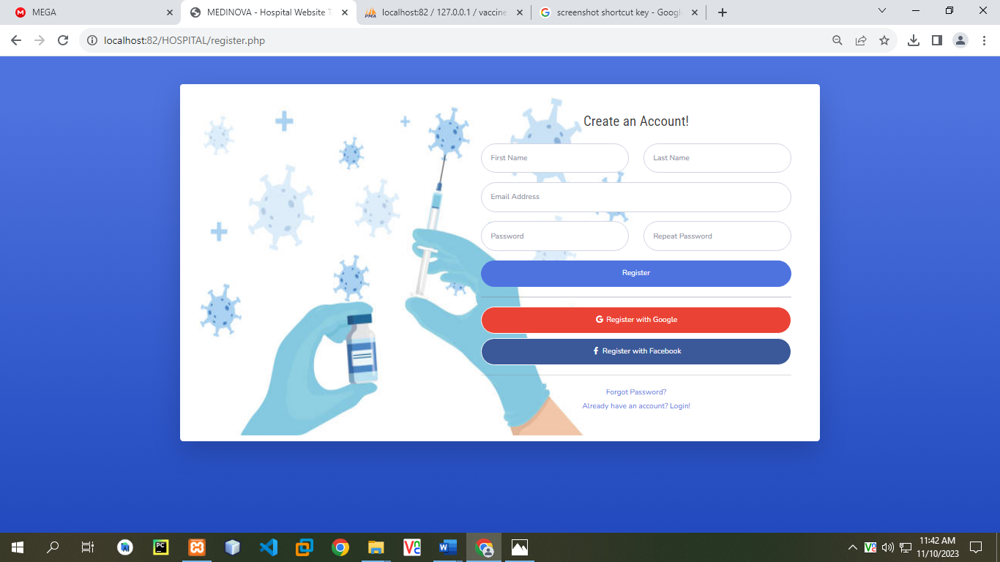 MEGA
MEDINOVA - Hospital Website T
localhost:82 / 127.0.0.1 / vaccine
screenshot shortcut key - Google
localhost:82/HOSPITAL/register.php
Create an Account!
First Name
Last Name
Email Address
Password
Repeat Password
Register
Register with Google
Register with Facebook
Forgot Password?
Already have an account? Login!
11:42 AM
11/10/2023